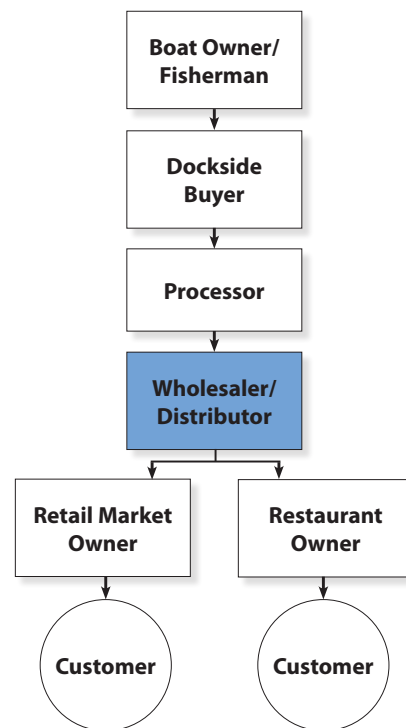 Boat Owner/
Fisherman
Dockside
Buyer
Processor
Wholesaler/
Distributor
Retail Market
Owner
Restaurant
Owner
Customer
Customer